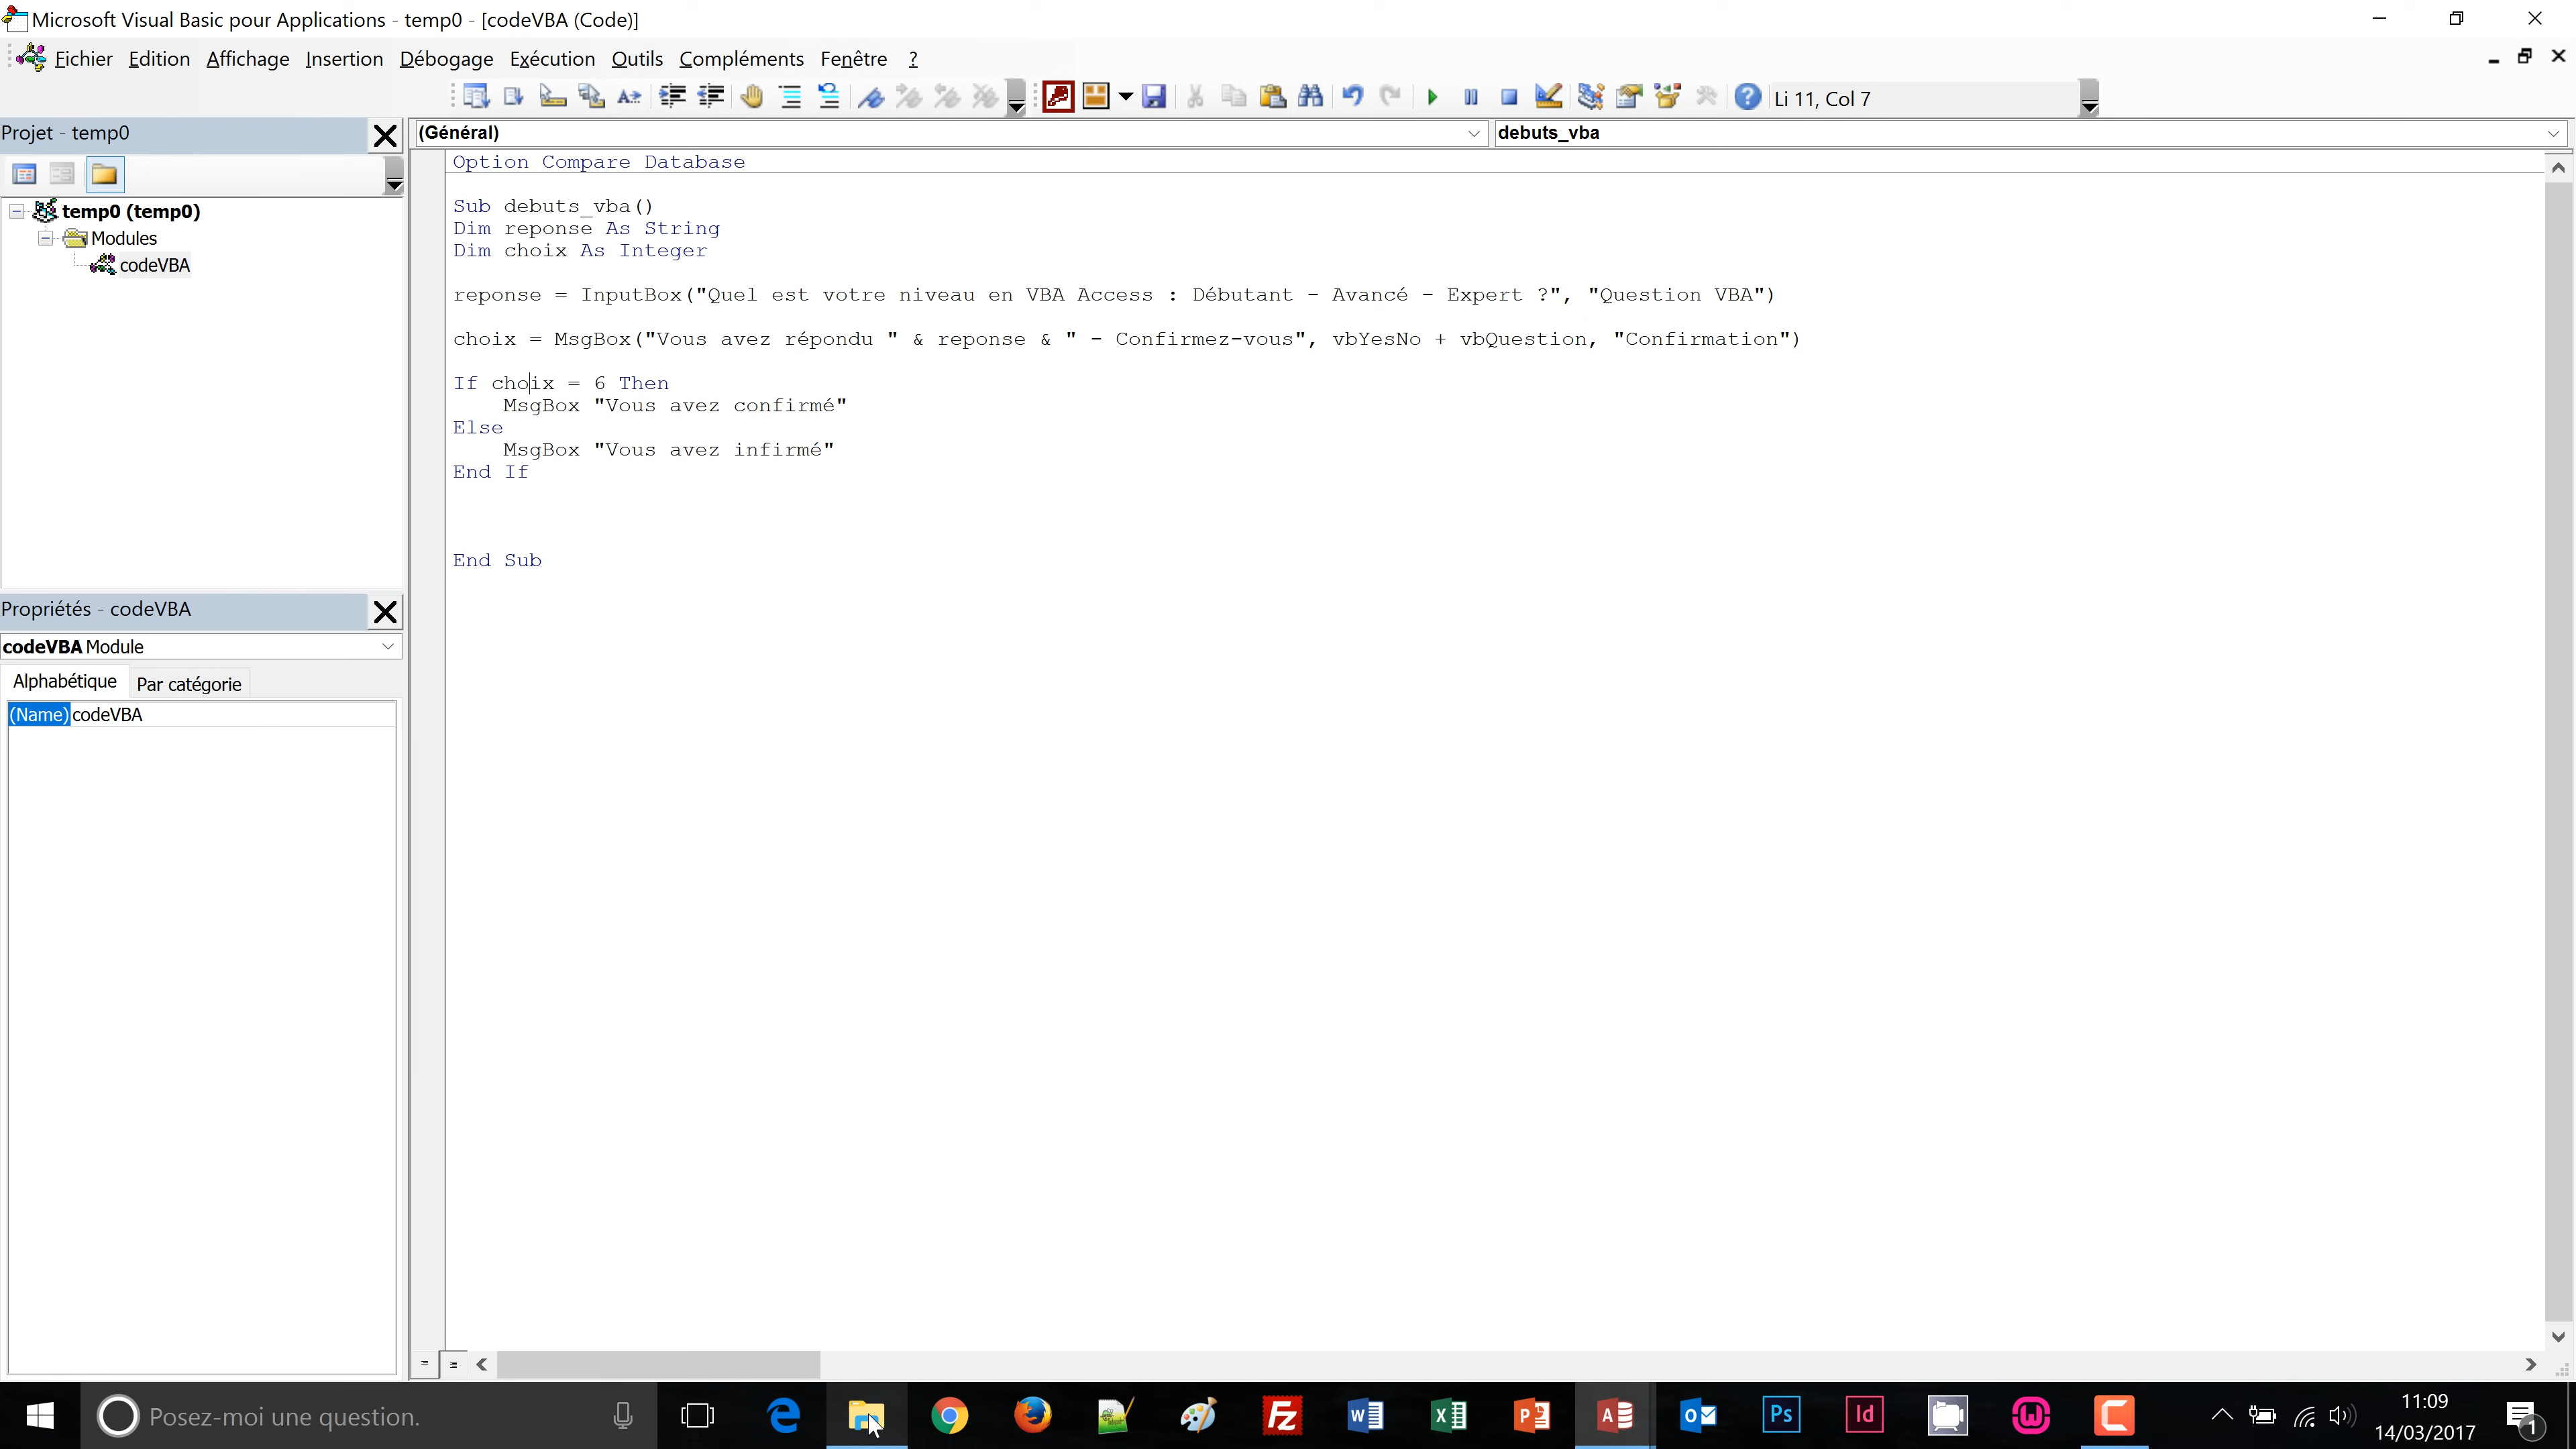 Microsoft Visual Basic pour Applications - temp0 - [codeVBA (Code)]
Fichier Edition Affichage Insertion Débogage Exécution Outils Compléments Fenêtre ?
Li 11, Col 7
Projet - temp0
(Général)
debuts_vba
temp0 (temp0)
Modules
codeVBA
Option Compare Database
Sub debuts_vba()
Dim reponse As String
Dim choix As Integer
reponse = InputBox("Quel est votre niveau en VBA Access : Débutant - Avancé - Expert ?", "Question VBA")
choix = MsgBox("Vous avez répondu " & reponse & " - Confirmez-vous", vbYesNo + vbQuestion, "Confirmation")
If choix = 6 Then
MsgBox "Vous avez confirmé"
Else
MsgBox "Vous avez infirmé"
End If
End Sub
Propriétés - codeVBA
codeVBA Module
Alphabétique Par catégorie
(Name) codeVBA
Posez-moi une question.
11:09
14/03/2017
1